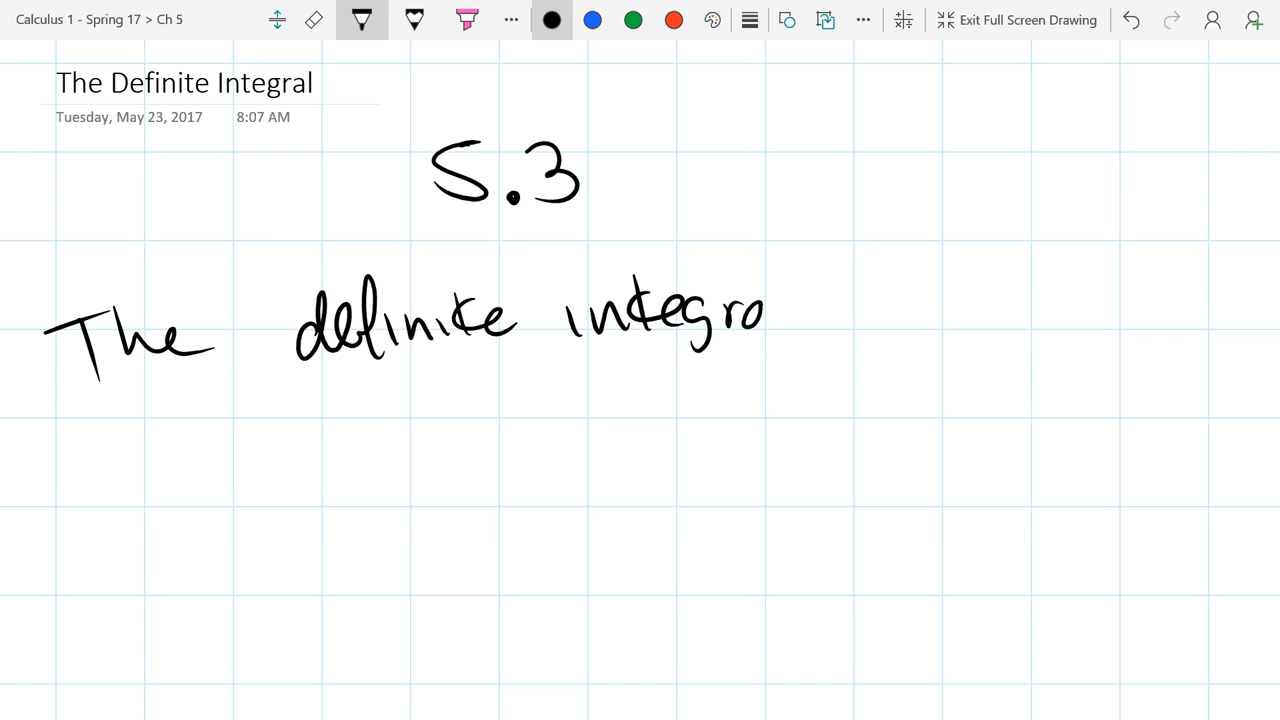 Calculus 1 - Spring 17 > Ch 5
Exit Full Screen Drawing
The Definite Integral
Tuesday, May 23, 2017 8:07 AM
5.3
The definite integra